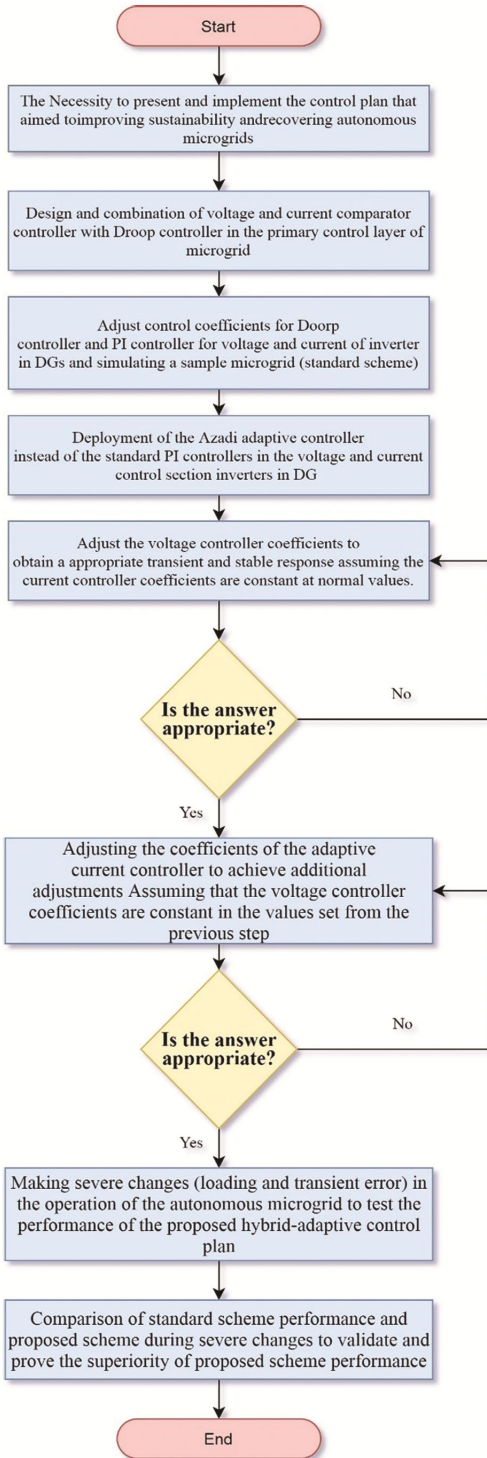 Start
The Necessity to present and implement the control plan that
aimed toimproving sustainability andrecovering autonomous
microgrids
Design and combination of voltage and current comparator
controller with Droop controller in the primary control layer of
microgrid
Adjust control coefficients for Doorp
controller and PI controller for voltage and current of inverter
in DGs and simulating a sample microgrid (standard scheme)
Deployment of the Azadi adaptive controller
instead of the standard PI controllers in the voltage and current
control section inverters in DG
Adjust the voltage controller coefficients to
obtain a appropriate transient and stable response assuming the
current controller coefficients are constant at normal values.
Is the answer
appropriate?
No
Yes
Adjusting the coefficients of the adaptive
current controller to achieve additional
adjustments Assuming that the voltage controller
coefficients are constant in the values set from the
previous step
Is the answer
appropriate?
No
Yes
Making severe changes (loading and transient error) in
the operation of the autonomous microgrid to test the
performance of the proposed hybrid-adaptive control
plan
Comparison of standard scheme performance and
proposed scheme during severe changes to validate and
prove the superiority of proposed scheme performance
End